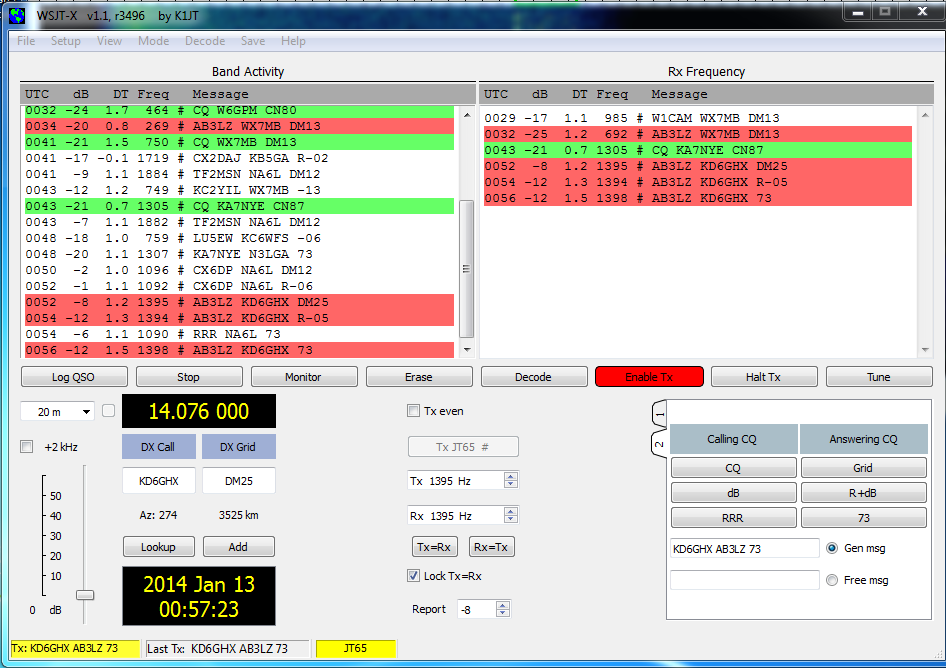 WSJT-X v1.1, r3496 by K1JT
File Setup View Mode Decode Save Help
Band Activity
UTC dB DT Freq Message
0032 -24 1.7 464 # CQ W6GPM CN80
0034 -20 0.8 269 # AB3LZ WX7MB DM13
0041 -21 1.5 750 # CQ WX7MB DM13
0041 -17 -0.1 1719 # CX2DAJ KB5GA R-02
0041 -9 1.1 1884 # TF2MSN NA6L DM12
0043 -12 1.2 749 # KC2YIL WX7MB -13
0043 -21 0.7 1305 # CQ KA7NYE CN87
0043 -7 1.1 1882 # TF2MSN NA6L DM12
0048 -18 1.0 759 # LU5EW KC6WFS -06
0048 -20 1.1 1307 # KA7NYE N3LGA 73
0050 -2 1.0 1096 # CX6DP NA6L DM12
0052 -1 1.1 1092 # CX6DP NA6L R-06
0052 -8 1.2 1395 # AB3LZ KD6GHX DM25
0054 -12 1.3 1394 # AB3LZ KD6GHX R-05
0054 -6 1.1 1090 # RRR NA6L 73
0056 -12 1.5 1398 # AB3LZ KD6GHX 73
Rx Frequency
UTC dB DT Freq Message
0029 -17 1.1 985 # W1CAM WX7MB DM13
0032 -25 1.2 692 # AB3LZ WX7MB DM13
0043 -21 0.7 1305 # CQ KA7NYE CN87
0052 -8 1.2 1395 # AB3LZ KD6GHX DM25
0054 -12 1.3 1394 # AB3LZ KD6GHX R-05
0056 -12 1.5 1398 # AB3LZ KD6GHX 73
Log QSO Stop Monitor Erase Decode Enable Tx Halt Tx Tune
20 m
14.076 000
+2 kHz
DX Call DX Grid
KD6GHX DM25
Az: 274 3525 km
Lookup Add
2014 Jan 13
00:57:23
50
40
30
20
10
0 dB
Tx even
Tx JT65 #
Tx 1395 Hz
Rx 1395 Hz
Tx=Rx Rx=Tx
Lock Tx=Rx
Report -8
1
2
Calling CQ Answering CQ
CQ Grid
dB R+dB
RRR 73
KD6GHX AB3LZ 73 Gen msg
Free msg
Tx: KD6GHX AB3LZ 73 Last Tx: KD6GHX AB3LZ 73 JT65